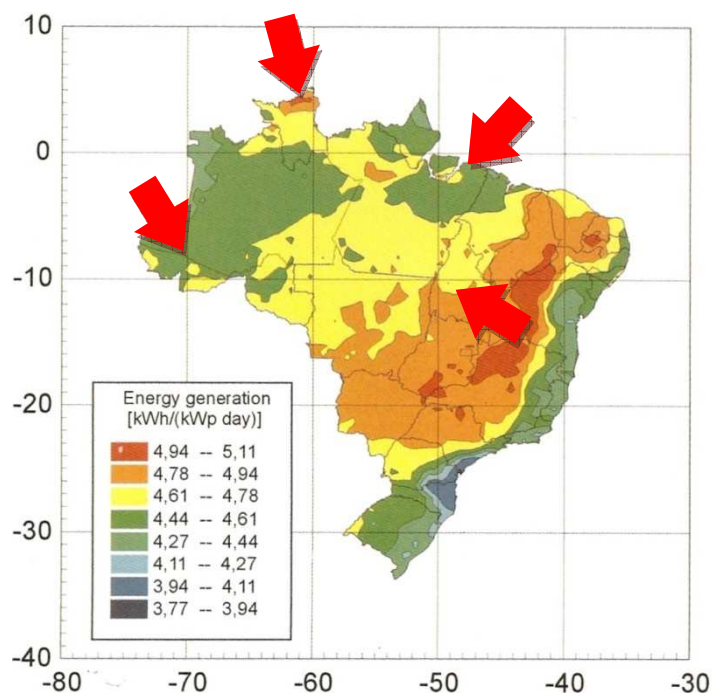 10
0
-10
-20
-30
-40
-80
-70
-60
-50
-40
-30
Energy generation
[kWh/(kWp day)]
4,94 -- 5,11
4,78 -- 4,94
4,61 -- 4,78
4,44 -- 4,61
4,27 -- 4,44
4,11 -- 4,27
3,94 -- 4,11
3,77 -- 3,94